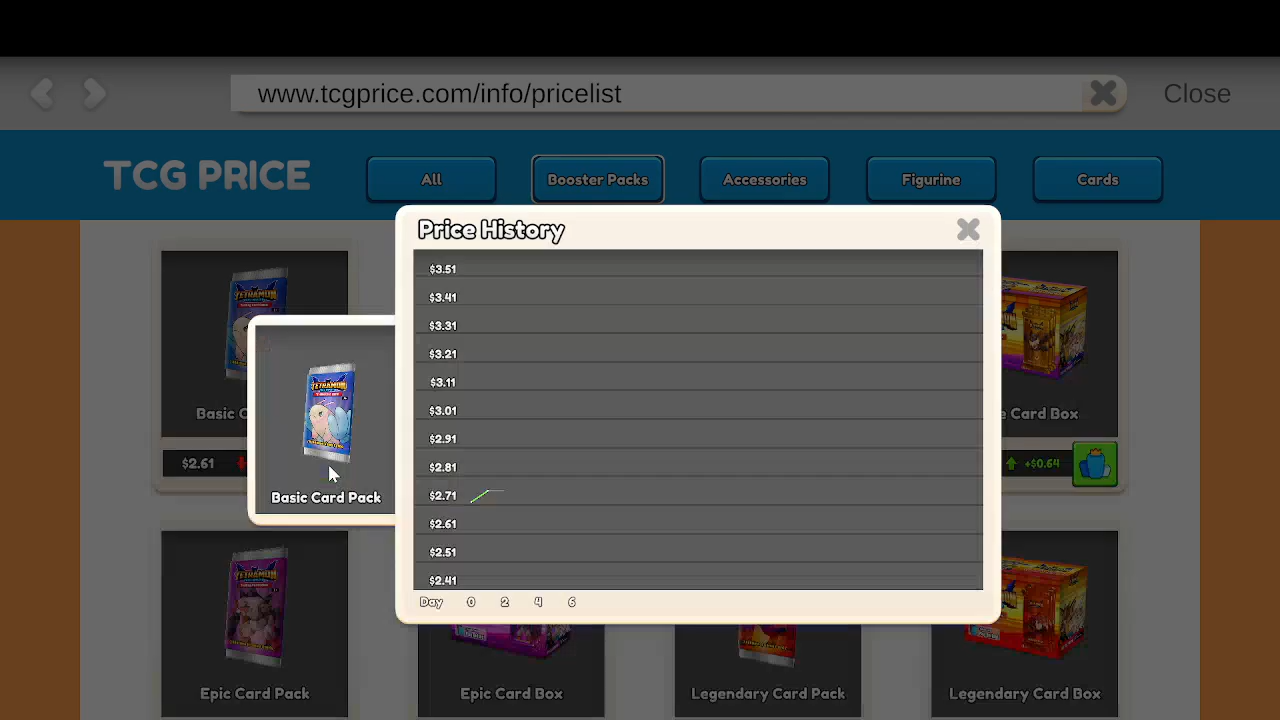 www.tcgprice.com/info/pricelist
Close
TCG PRICE
All
Booster Packs
Accessories
Figurine
Cards
Price History
$3.51
$3.41
$3.31
$3.21
$3.11
$3.01
$2.91
$2.81
$2.71
$2.61
$2.51
$2.41
Day 0 2 4 6
TETRAMON
Basic C
$2.61
TETRAMON
Basic Card Pack
e Card Box
+$0.64
TETRAMON
Epic Card Pack
Epic Card Box
Legendary Card Pack
Legendary Card Box